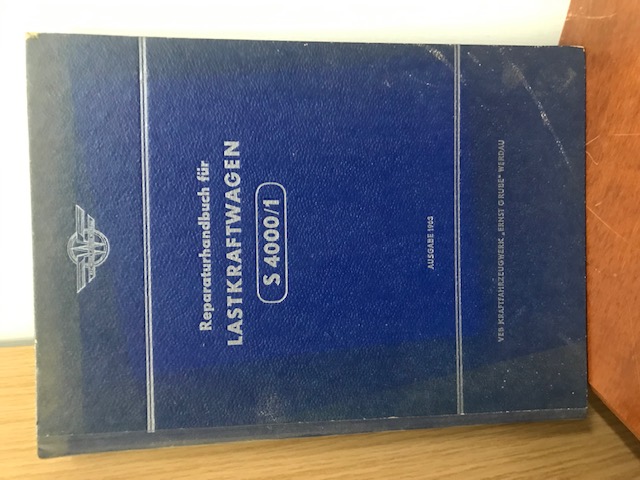 Reparaturhandbuch für
LASTKRAFTWAGEN
S 4000/1
AUSGABE 1963
VEB KRAFTFAHRZEUGWERK „ERNST GRUBE“ WERDAU